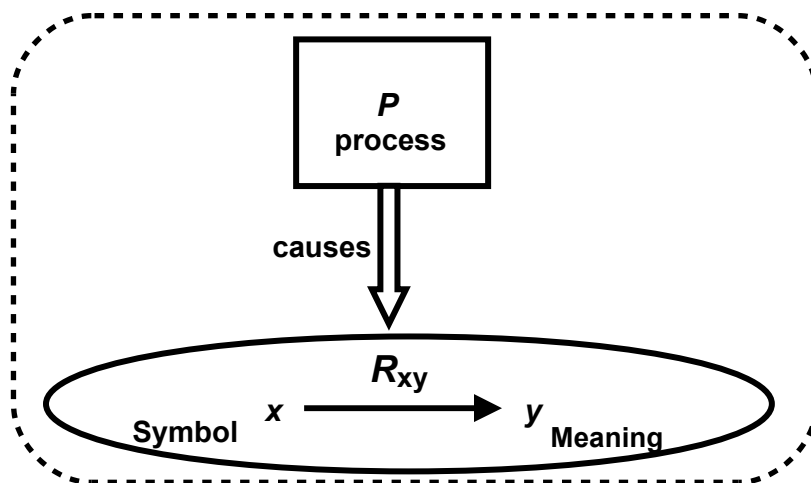 P
process
causes
Rxy
x y
Symbol Meaning